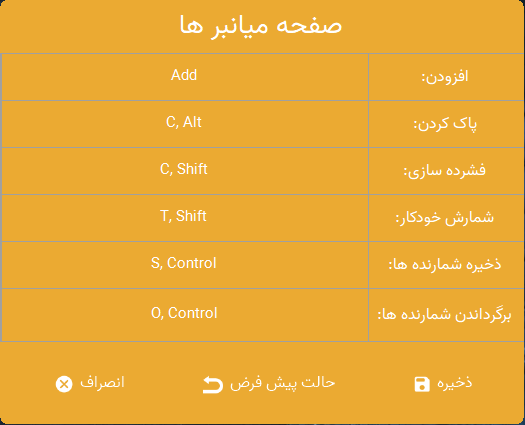 صفحه میانبر ها
افزودن: Add
پاک کردن: C, Alt
فشرده سازی: C, Shift
شمارش خودکار: T, Shift
ذخیره شمارنده ها: S, Control
برگرداندن شمارنده ها: O, Control
ذخیره حالت پیش فرض انصراف